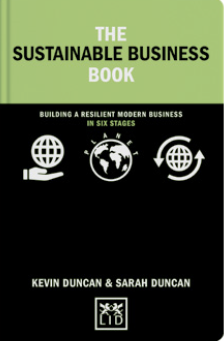 THE
SUSTAINABLE BUSINESS
BOOK
BUILDING A RESILIENT MODERN BUSINESS
IN SIX STAGES
PLANET
KEVIN DUNCAN & SARAH DUNCAN
LID